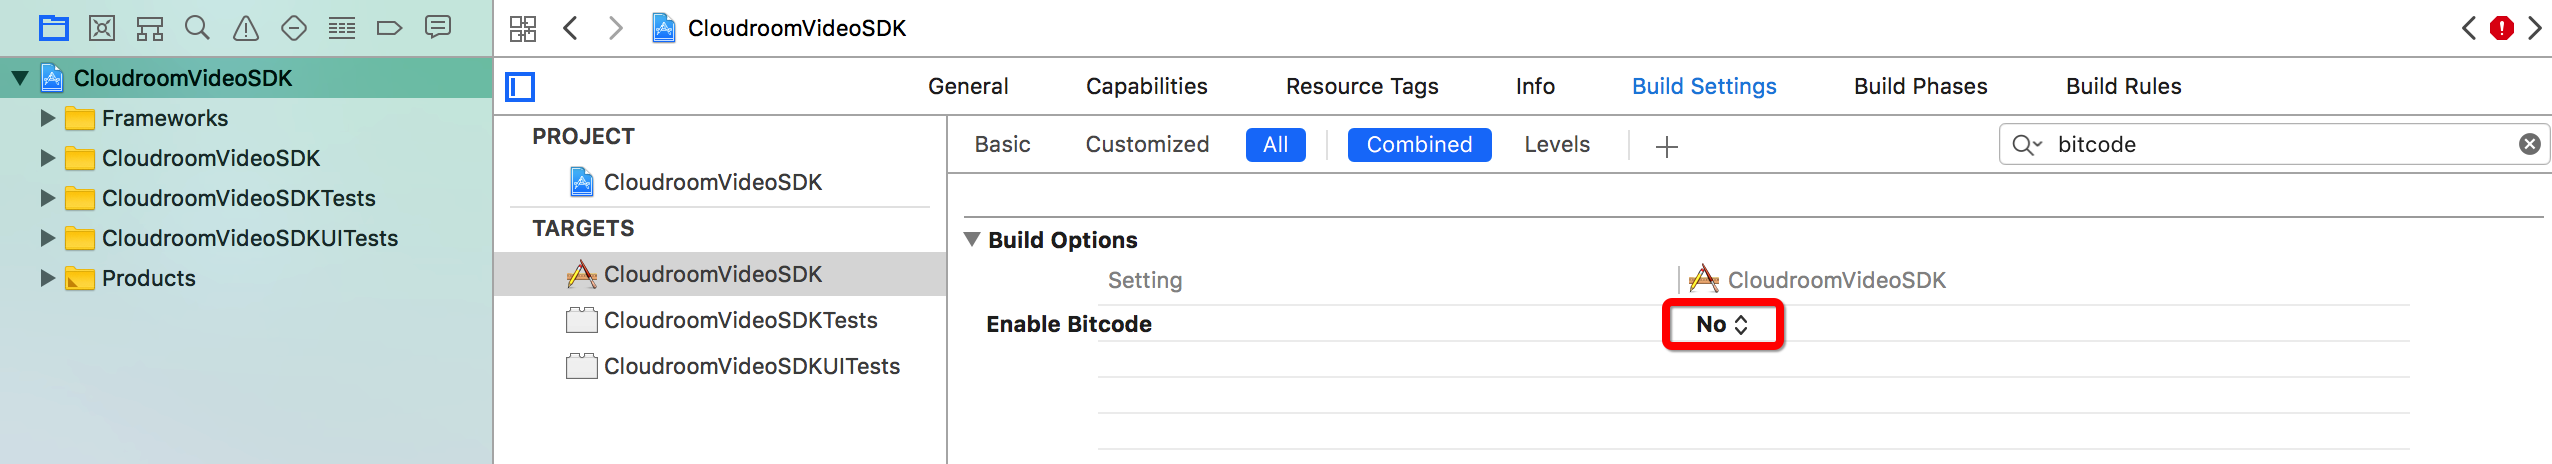 CloudroomVideoSDK
CloudroomVideoSDK
Frameworks
CloudroomVideoSDK
CloudroomVideoSDKTests
CloudroomVideoSDKUITests
Products
General Capabilities Resource Tags Info Build Settings Build Phases Build Rules
PROJECT
CloudroomVideoSDK
TARGETS
CloudroomVideoSDK
CloudroomVideoSDKTests
CloudroomVideoSDKUITests
Basic Customized All Combined Levels + bitcode
Build Options
Setting CloudroomVideoSDK
Enable Bitcode No